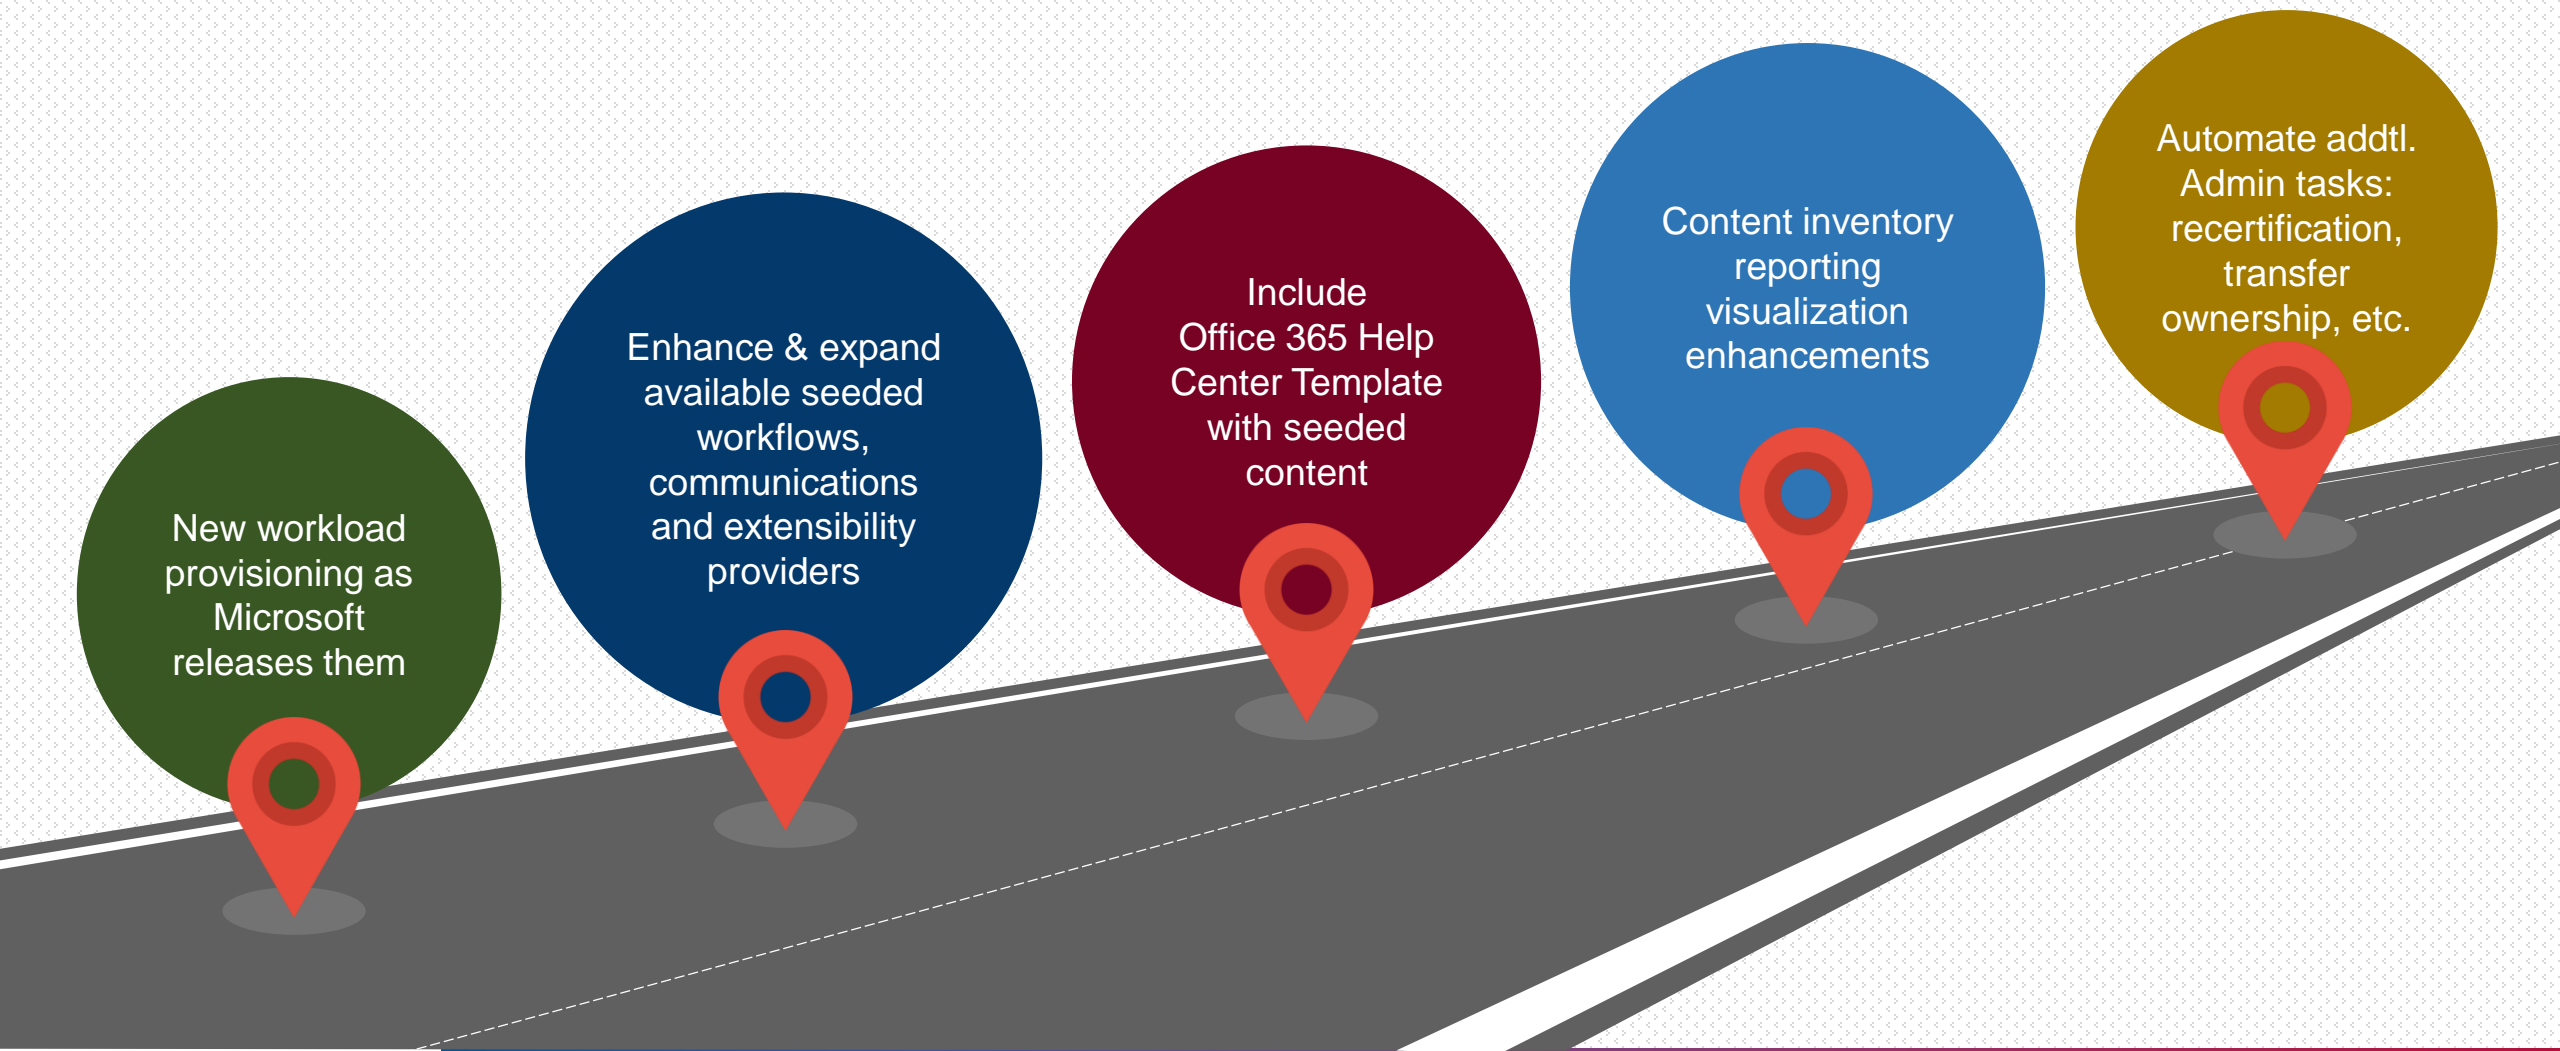 New workload
provisioning as
Microsoft
releases them
Enhance & expand
available seeded
workflows,
communications
and extensibility
providers
Include
Office 365 Help
Center Template
with seeded
content
Content inventory
reporting
visualization
enhancements
Automate addtl.
Admin tasks:
recertification,
transfer
ownership, etc.